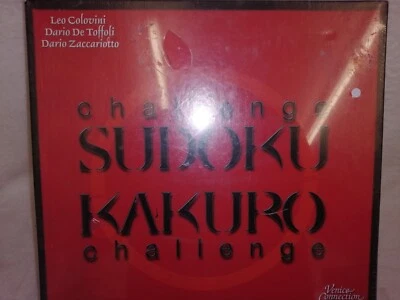 Leo Colovini
Dario De Toffoli
Dario Zaccariotto
challenge
SUDOKU
KAKURO
challenge
Venice
Connection